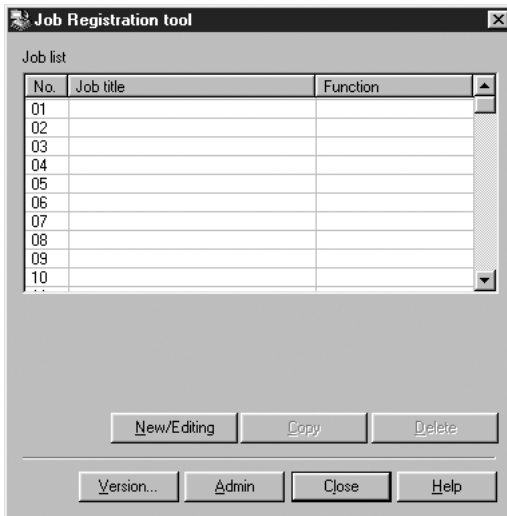 Job Registration tool
Job list
No. Job title Function
01
02
03
04
05
06
07
08
09
10
New/Editing Copy Delete
Version... Admin Close Help